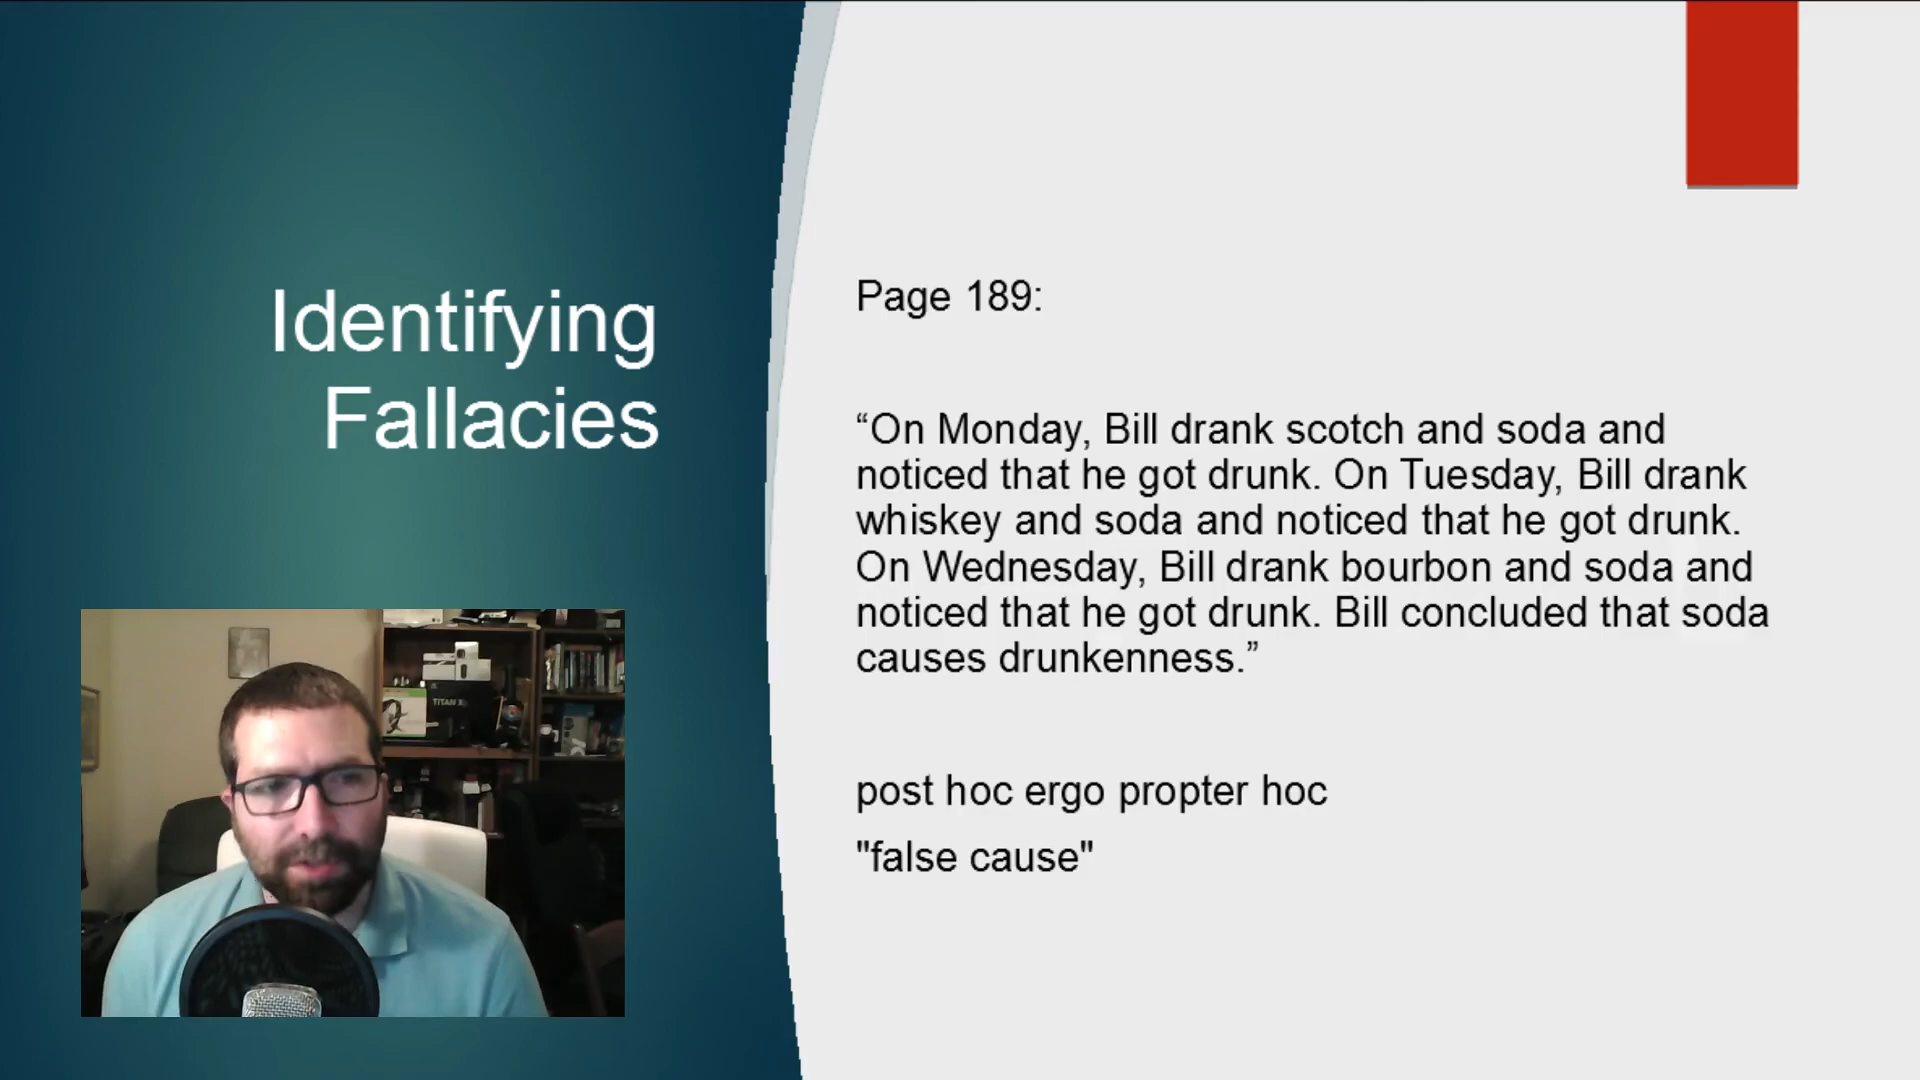 Identifying
Fallacies
Page 189:
“On Monday, Bill drank scotch and soda and
noticed that he got drunk. On Tuesday, Bill drank
whiskey and soda and noticed that he got drunk.
On Wednesday, Bill drank bourbon and soda and
noticed that he got drunk. Bill concluded that soda
causes drunkenness.”
post hoc ergo propter hoc
"false cause"
TITAN X